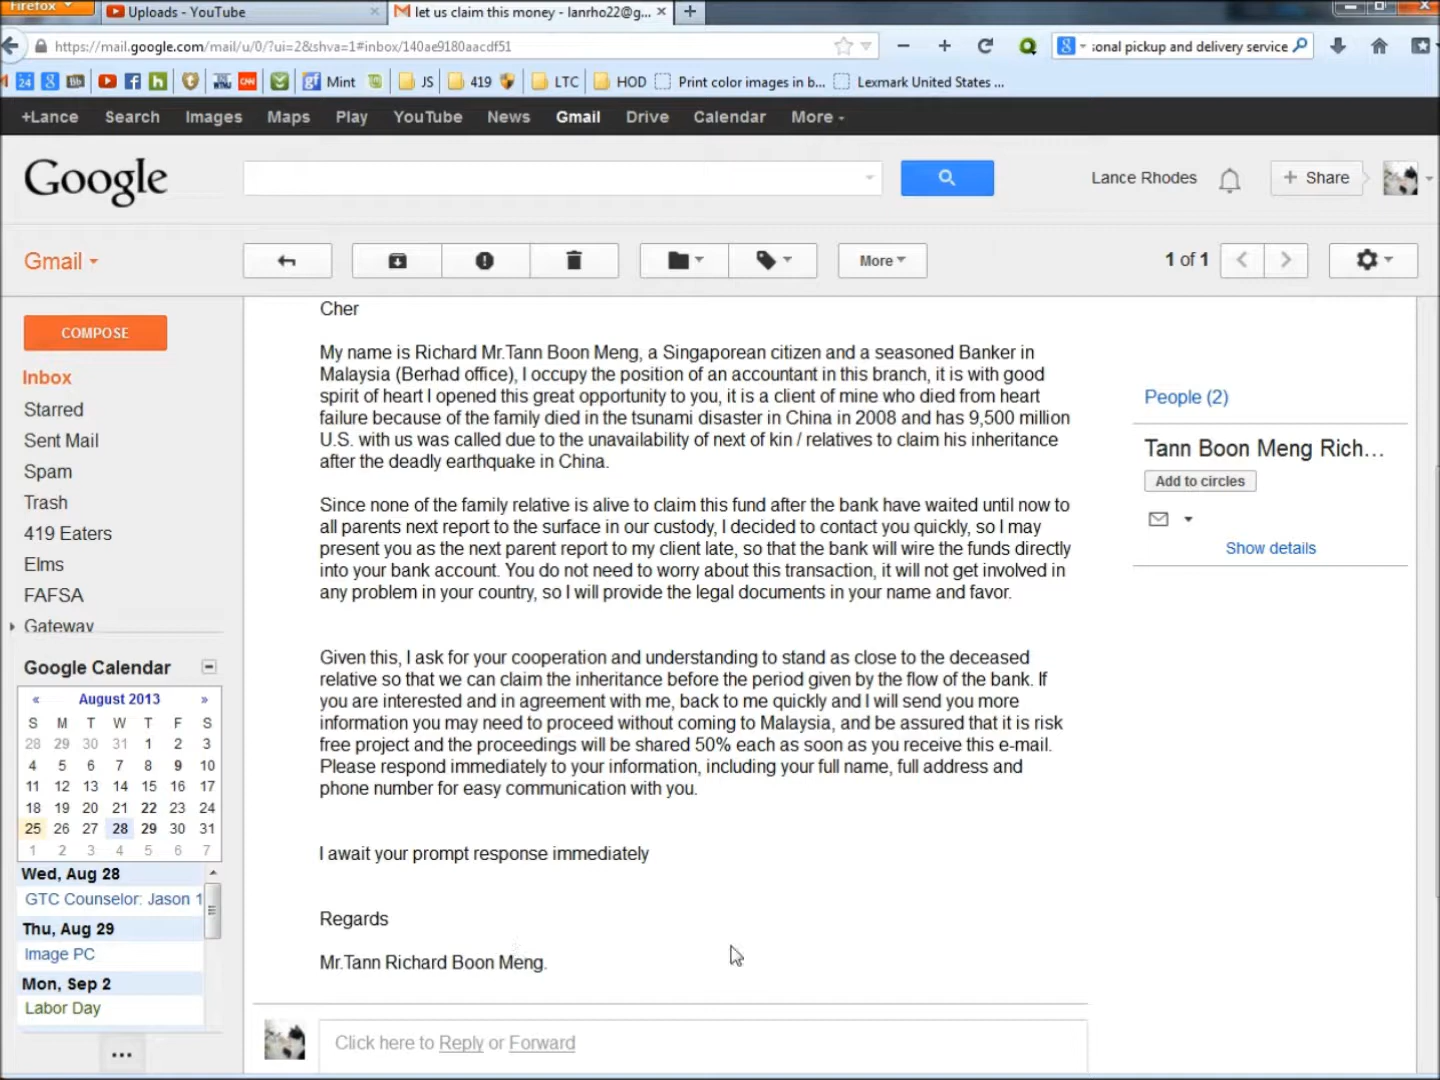 Firefox
Uploads - YouTube
let us claim this money - lanrho22@g...
https://mail.google.com/mail/u/0/?ui=2&shva=1#inbox/140ae9180aacdf51
onal pickup and delivery service
24
Mint
JS
419
LTC
HOD
Print color images in b...
Lexmark United States ...
+Lance Search Images Maps Play YouTube News Gmail Drive Calendar More
Google
Lance Rhodes
+ Share
Gmail
More
1 of 1
COMPOSE
Inbox
Starred
Sent Mail
Spam
Trash
419 Eaters
Elms
FAFSA
Gateway
Google Calendar
« August 2013 »
S M T W T F S
28 29 30 31 1 2 3
4 5 6 7 8 9 10
11 12 13 14 15 16 17
18 19 20 21 22 23 24
25 26 27 28 29 30 31
1 2 3 4 5 6 7
Wed, Aug 28
GTC Counselor: Jason 1
Thu, Aug 29
Image PC
Mon, Sep 2
Labor Day
Cher
My name is Richard Mr.Tann Boon Meng, a Singaporean citizen and a seasoned Banker in
Malaysia (Berhad office), I occupy the position of an accountant in this branch, it is with good
spirit of heart I opened this great opportunity to you, it is a client of mine who died from heart
failure because of the family died in the tsunami disaster in China in 2008 and has 9,500 million
U.S. with us was called due to the unavailability of next of kin / relatives to claim his inheritance
after the deadly earthquake in China.
Since none of the family relative is alive to claim this fund after the bank have waited until now to
all parents next report to the surface in our custody, I decided to contact you quickly, so I may
present you as the next parent report to my client late, so that the bank will wire the funds directly
into your bank account. You do not need to worry about this transaction, it will not get involved in
any problem in your country, so I will provide the legal documents in your name and favor.
Given this, I ask for your cooperation and understanding to stand as close to the deceased
relative so that we can claim the inheritance before the period given by the flow of the bank. If
you are interested and in agreement with me, back to me quickly and I will send you more
information you may need to proceed without coming to Malaysia, and be assured that it is risk
free project and the proceedings will be shared 50% each as soon as you receive this e-mail.
Please respond immediately to your information, including your full name, full address and
phone number for easy communication with you.
I await your prompt response immediately
Regards
Mr.Tann Richard Boon Meng.
Click here to Reply or Forward
People (2)
Tann Boon Meng Rich...
Add to circles
Show details